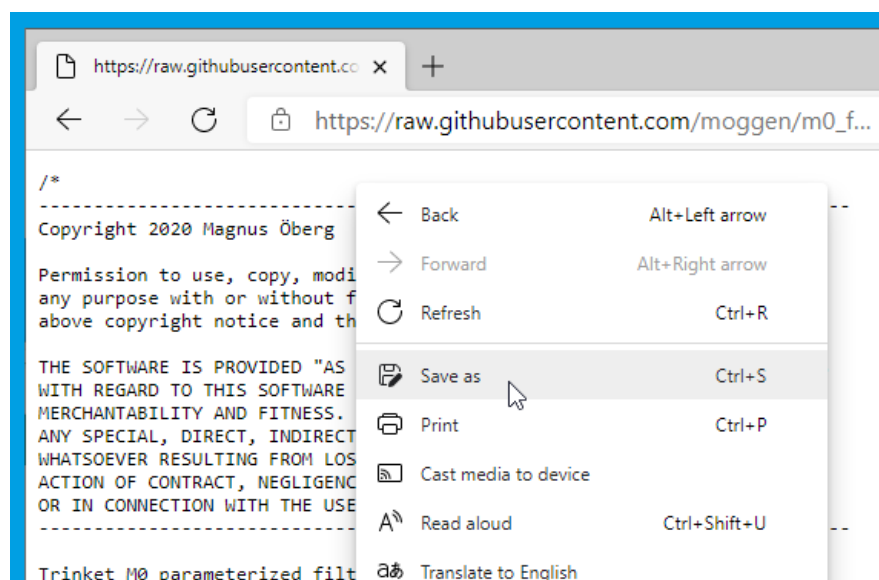 https://raw.githubusercontent.co
https://raw.githubusercontent.com/moggen/m0_f...
/*
Copyright 2020 Magnus Öberg
Permission to use, copy, modi
any purpose with or without f
above copyright notice and th
THE SOFTWARE IS PROVIDED "AS
WITH REGARD TO THIS SOFTWARE
MERCHANTABILITY AND FITNESS.
ANY SPECIAL, DIRECT, INDIRECT
WHATSOEVER RESULTING FROM LOS
ACTION OF CONTRACT, NEGLIGENC
OR IN CONNECTION WITH THE USE
Trinket M0 parameterized filt
Back Alt+Left arrow
Forward Alt+Right arrow
Refresh Ctrl+R
Save as Ctrl+S
Print Ctrl+P
Cast media to device
Read aloud Ctrl+Shift+U
Translate to English